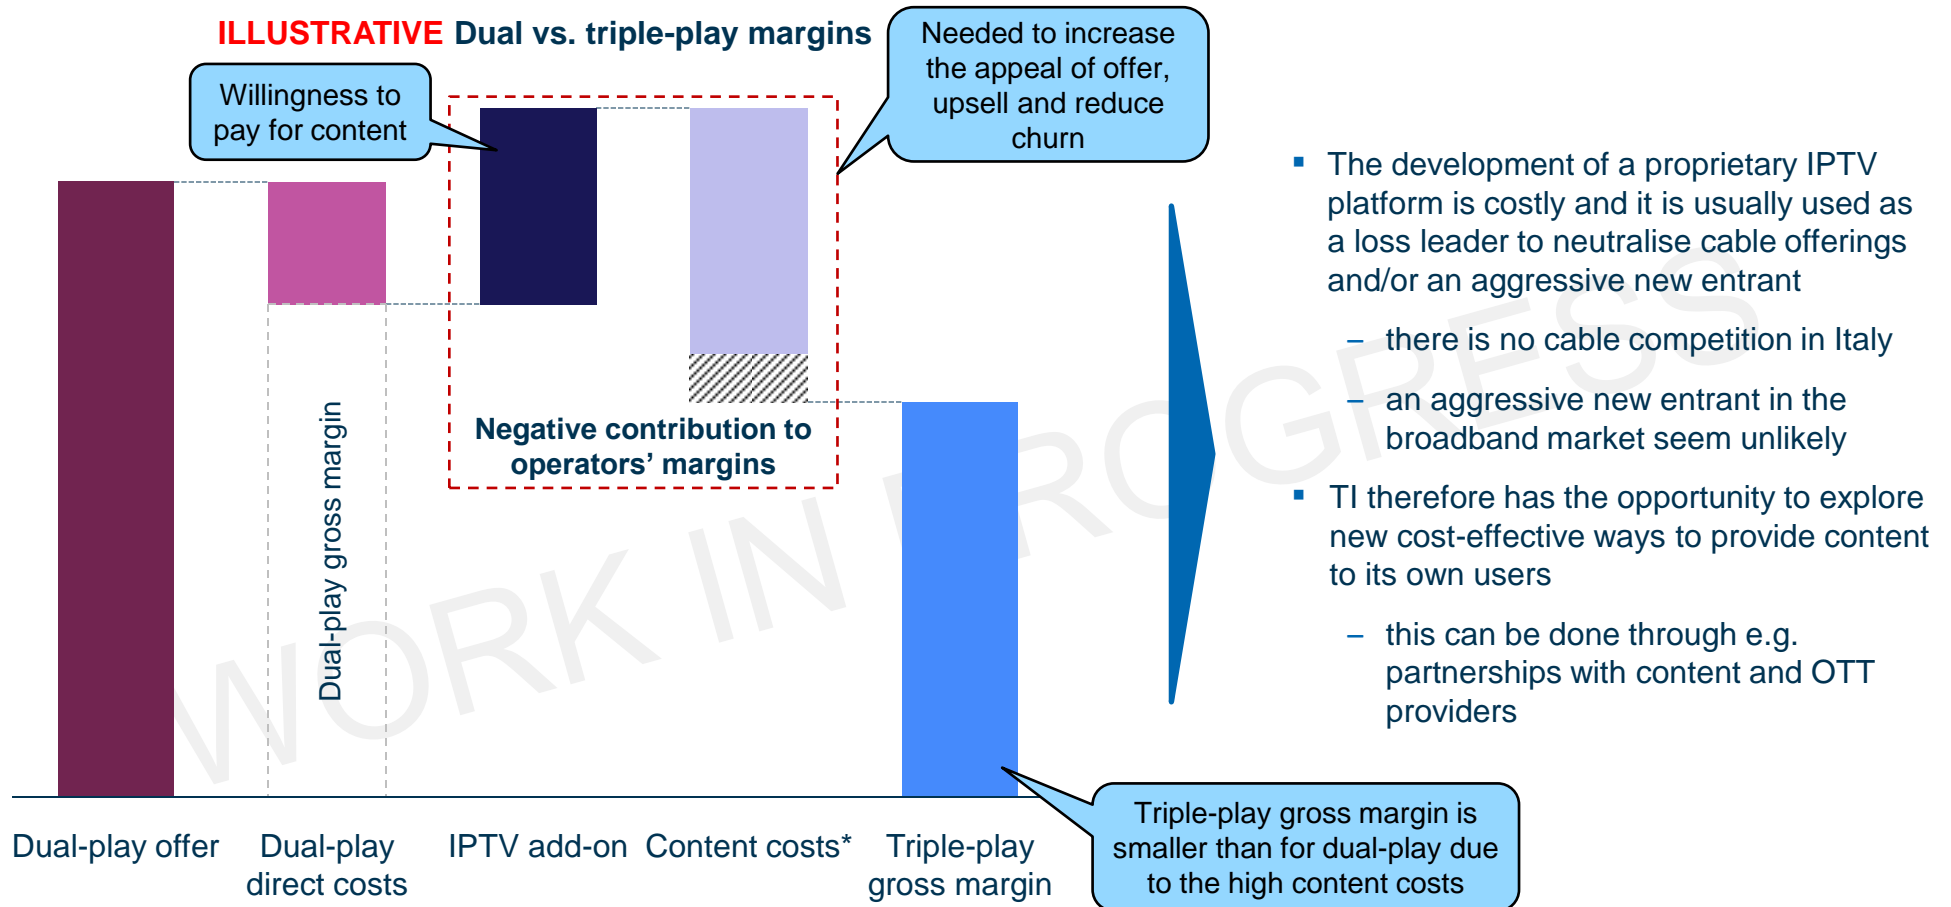 ILLUSTRATIVE Dual vs. triple-play margins
Willingness to
pay for content
Needed to increase
the appeal of offer,
upsell and reduce
churn
Negative contribution to
operators’ margins
Dual-play gross margin
Dual-play offer
Dual-play
direct costs
IPTV add-on
Content costs*
Triple-play
gross margin
Triple-play gross margin is
smaller than for dual-play due
to the high content costs
▪ The development of a proprietary IPTV
platform is costly and it is usually used as
a loss leader to neutralise cable offerings
and/or an aggressive new entrant
– there is no cable competition in Italy
– an aggressive new entrant in the
broadband market seem unlikely
▪ TI therefore has the opportunity to explore
new cost-effective ways to provide content
to its own users
– this can be done through e.g.
partnerships with content and OTT
providers
WORK IN PROGRESS